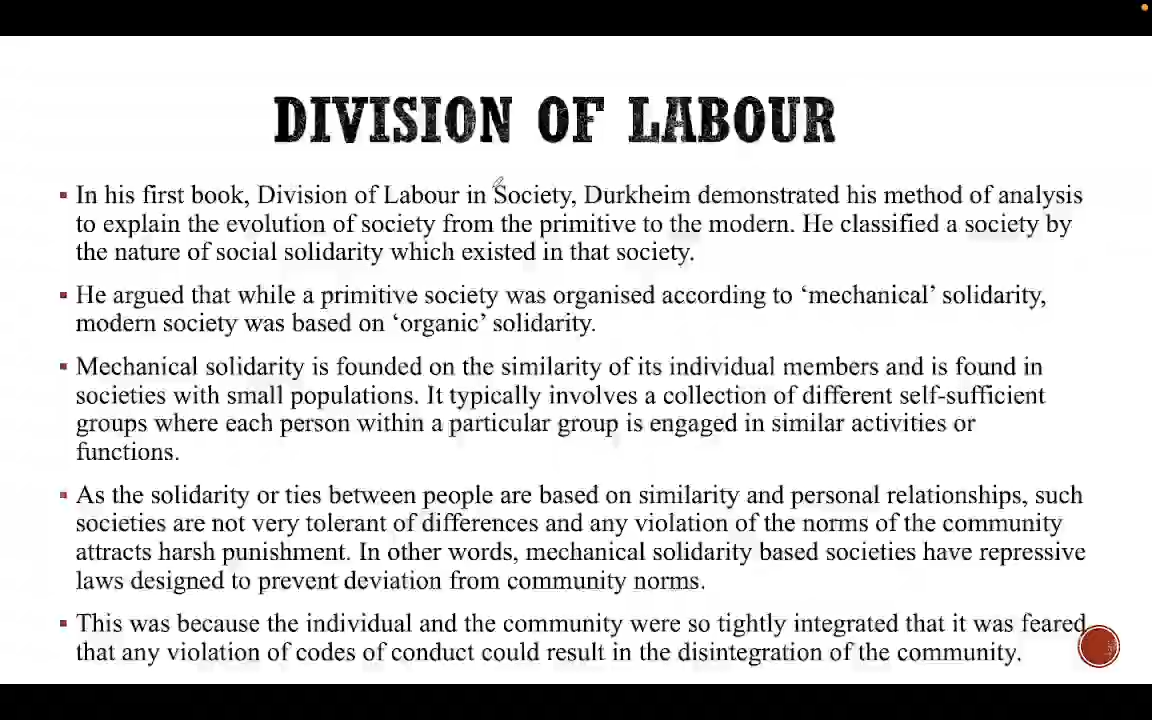 DIVISION OF LABOUR
▪ In his first book, Division of Labour in Society, Durkheim demonstrated his method of analysis
to explain the evolution of society from the primitive to the modern. He classified a society by
the nature of social solidarity which existed in that society.
▪ He argued that while a primitive society was organised according to ‘mechanical’ solidarity,
modern society was based on ‘organic’ solidarity.
▪ Mechanical solidarity is founded on the similarity of its individual members and is found in
societies with small populations. It typically involves a collection of different self-sufficient
groups where each person within a particular group is engaged in similar activities or
functions.
▪ As the solidarity or ties between people are based on similarity and personal relationships, such
societies are not very tolerant of differences and any violation of the norms of the community
attracts harsh punishment. In other words, mechanical solidarity based societies have repressive
laws designed to prevent deviation from community norms.
▪ This was because the individual and the community were so tightly integrated that it was feared
that any violation of codes of conduct could result in the disintegration of the community.